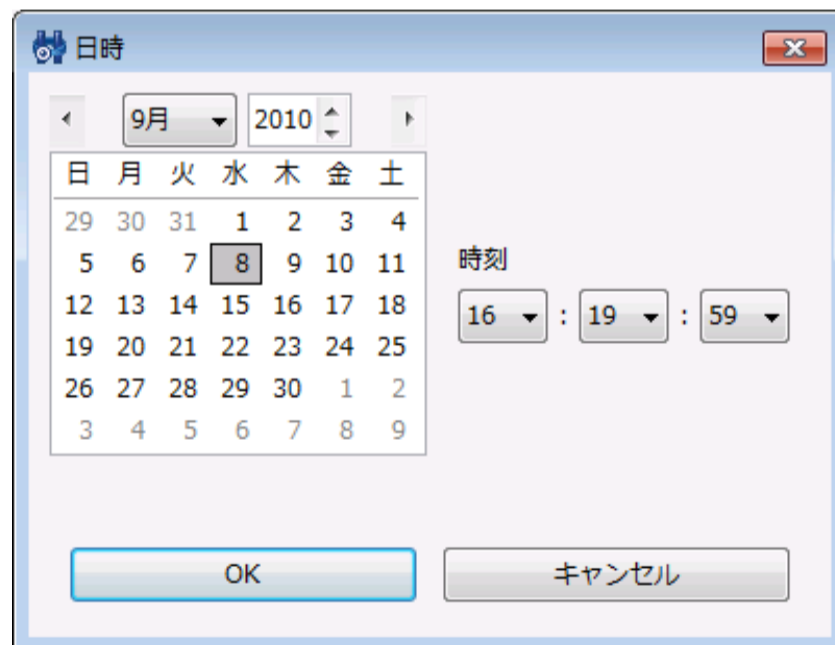 日時
9月 2010
日 月 火 水 木 金 土
29 30 31 1 2 3 4
5 6 7 8 9 10 11
12 13 14 15 16 17 18
19 20 21 22 23 24 25
26 27 28 29 30 1 2
3 4 5 6 7 8 9
時刻
16 : 19 : 59
OK キャンセル